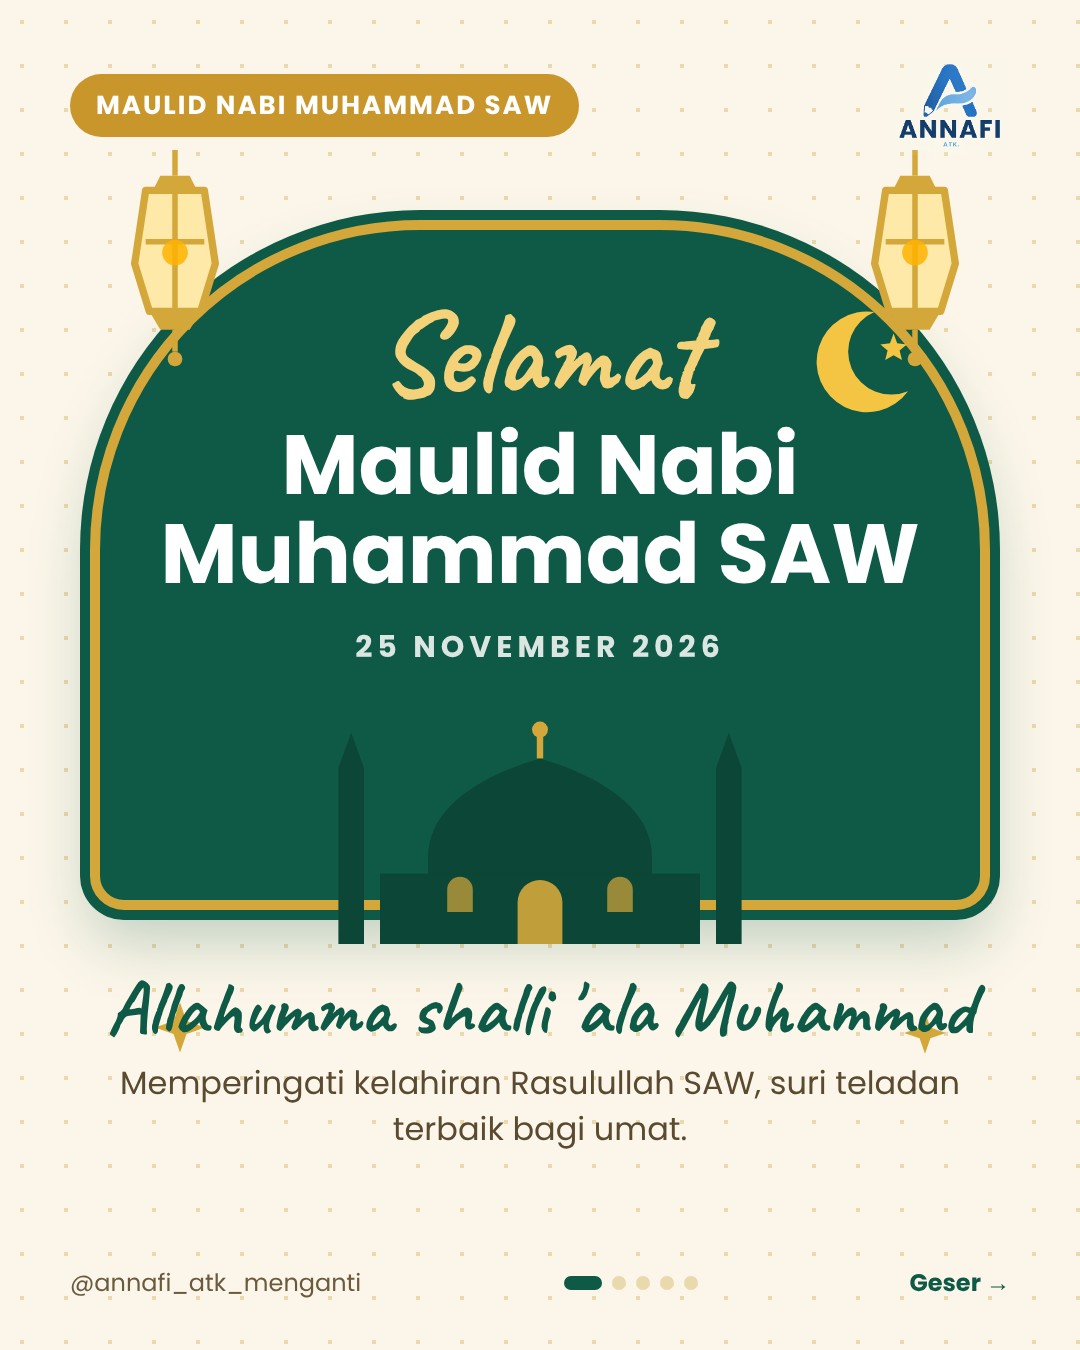 MAULID NABI MUHAMMAD SAW
ANNAFI
ATK.
Selamat
Maulid Nabi
Muhammad SAW
25 NOVEMBER 2026
Allahumma shalli 'ala Muhammad
Memperingati kelahiran Rasulullah SAW, suri teladan
terbaik bagi umat.
@annafi_atk_menganti
Geser →